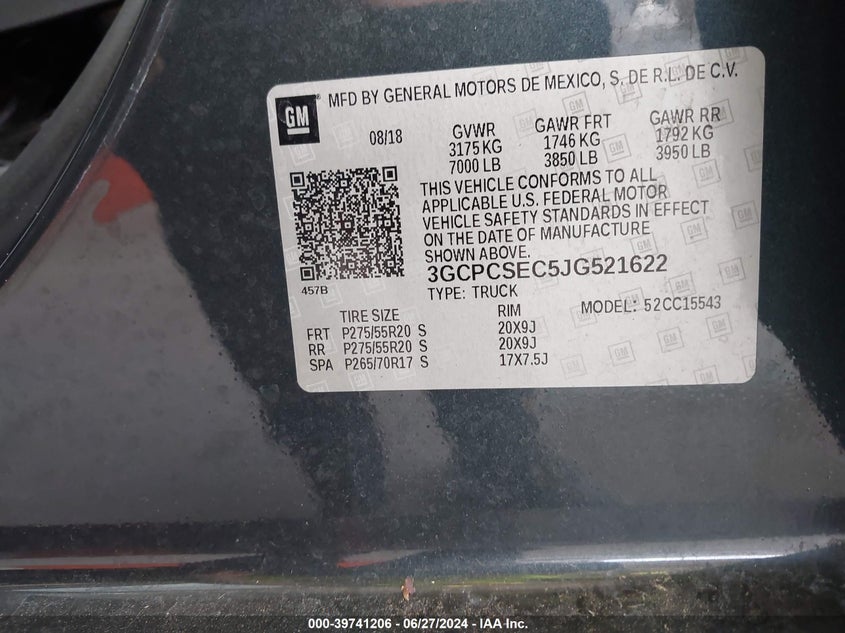 GM
MFD BY GENERAL MOTORS DE MEXICO, S. DE R.L. DE C.V.
08/18
GVWR GAWR FRT GAWR RR
3175 KG 1746 KG 1792 KG
7000 LB 3850 LB 3950 LB
THIS VEHICLE CONFORMS TO ALL
APPLICABLE U.S. FEDERAL MOTOR
VEHICLE SAFETY STANDARDS IN EFFECT
ON THE DATE OF MANUFACTURE
SHOWN ABOVE.
3GCPCSEC5JG521622
457B
TYPE: TRUCK MODEL: 52CC15543
TIRE SIZE RIM
FRT P275/55R20 S 20X9J
RR P275/55R20 S 20X9J
SPA P265/70R17 S 17X7.5J
000-39741206 - 06/27/2024 - IAA Inc.